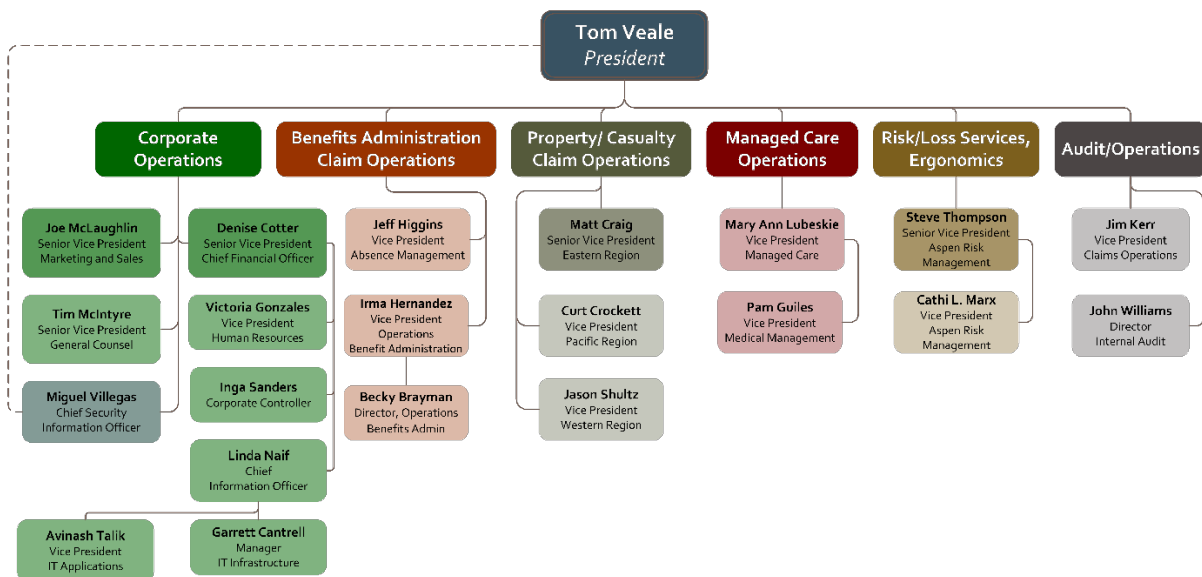 Tom Veale
President
Corporate
Operations
Benefits Administration
Claim Operations
Property/ Casualty
Claim Operations
Managed Care
Operations
Risk/Loss Services,
Ergonomics
Audit/Operations
Joe McLaughlin
Senior Vice President
Marketing and Sales
Tim McIntyre
Senior Vice President
General Counsel
Miguel Villegas
Chief Security
Information Officer
Denise Cotter
Senior Vice President
Chief Financial Officer
Victoria Gonzales
Vice President
Human Resources
Inga Sanders
Corporate Controller
Linda Naif
Chief
Information Officer
Avinash Talik
Vice President
IT Applications
Garrett Cantrell
Manager
IT Infrastructure
Jeff Higgins
Vice President
Absence Management
Irma Hernandez
Vice President
Operations
Benefit Administration
Becky Brayman
Director, Operations
Benefits Admin
Matt Craig
Senior Vice President
Eastern Region
Curt Crockett
Vice President
Pacific Region
Jason Shultz
Vice President
Western Region
Mary Ann Lubeskie
Vice President
Managed Care
Pam Guiles
Vice President
Medical Management
Steve Thompson
Senior Vice President
Aspen Risk
Management
Cathi L. Marx
Vice President
Aspen Risk
Management
Jim Kerr
Vice President
Claims Operations
John Williams
Director
Internal Audit